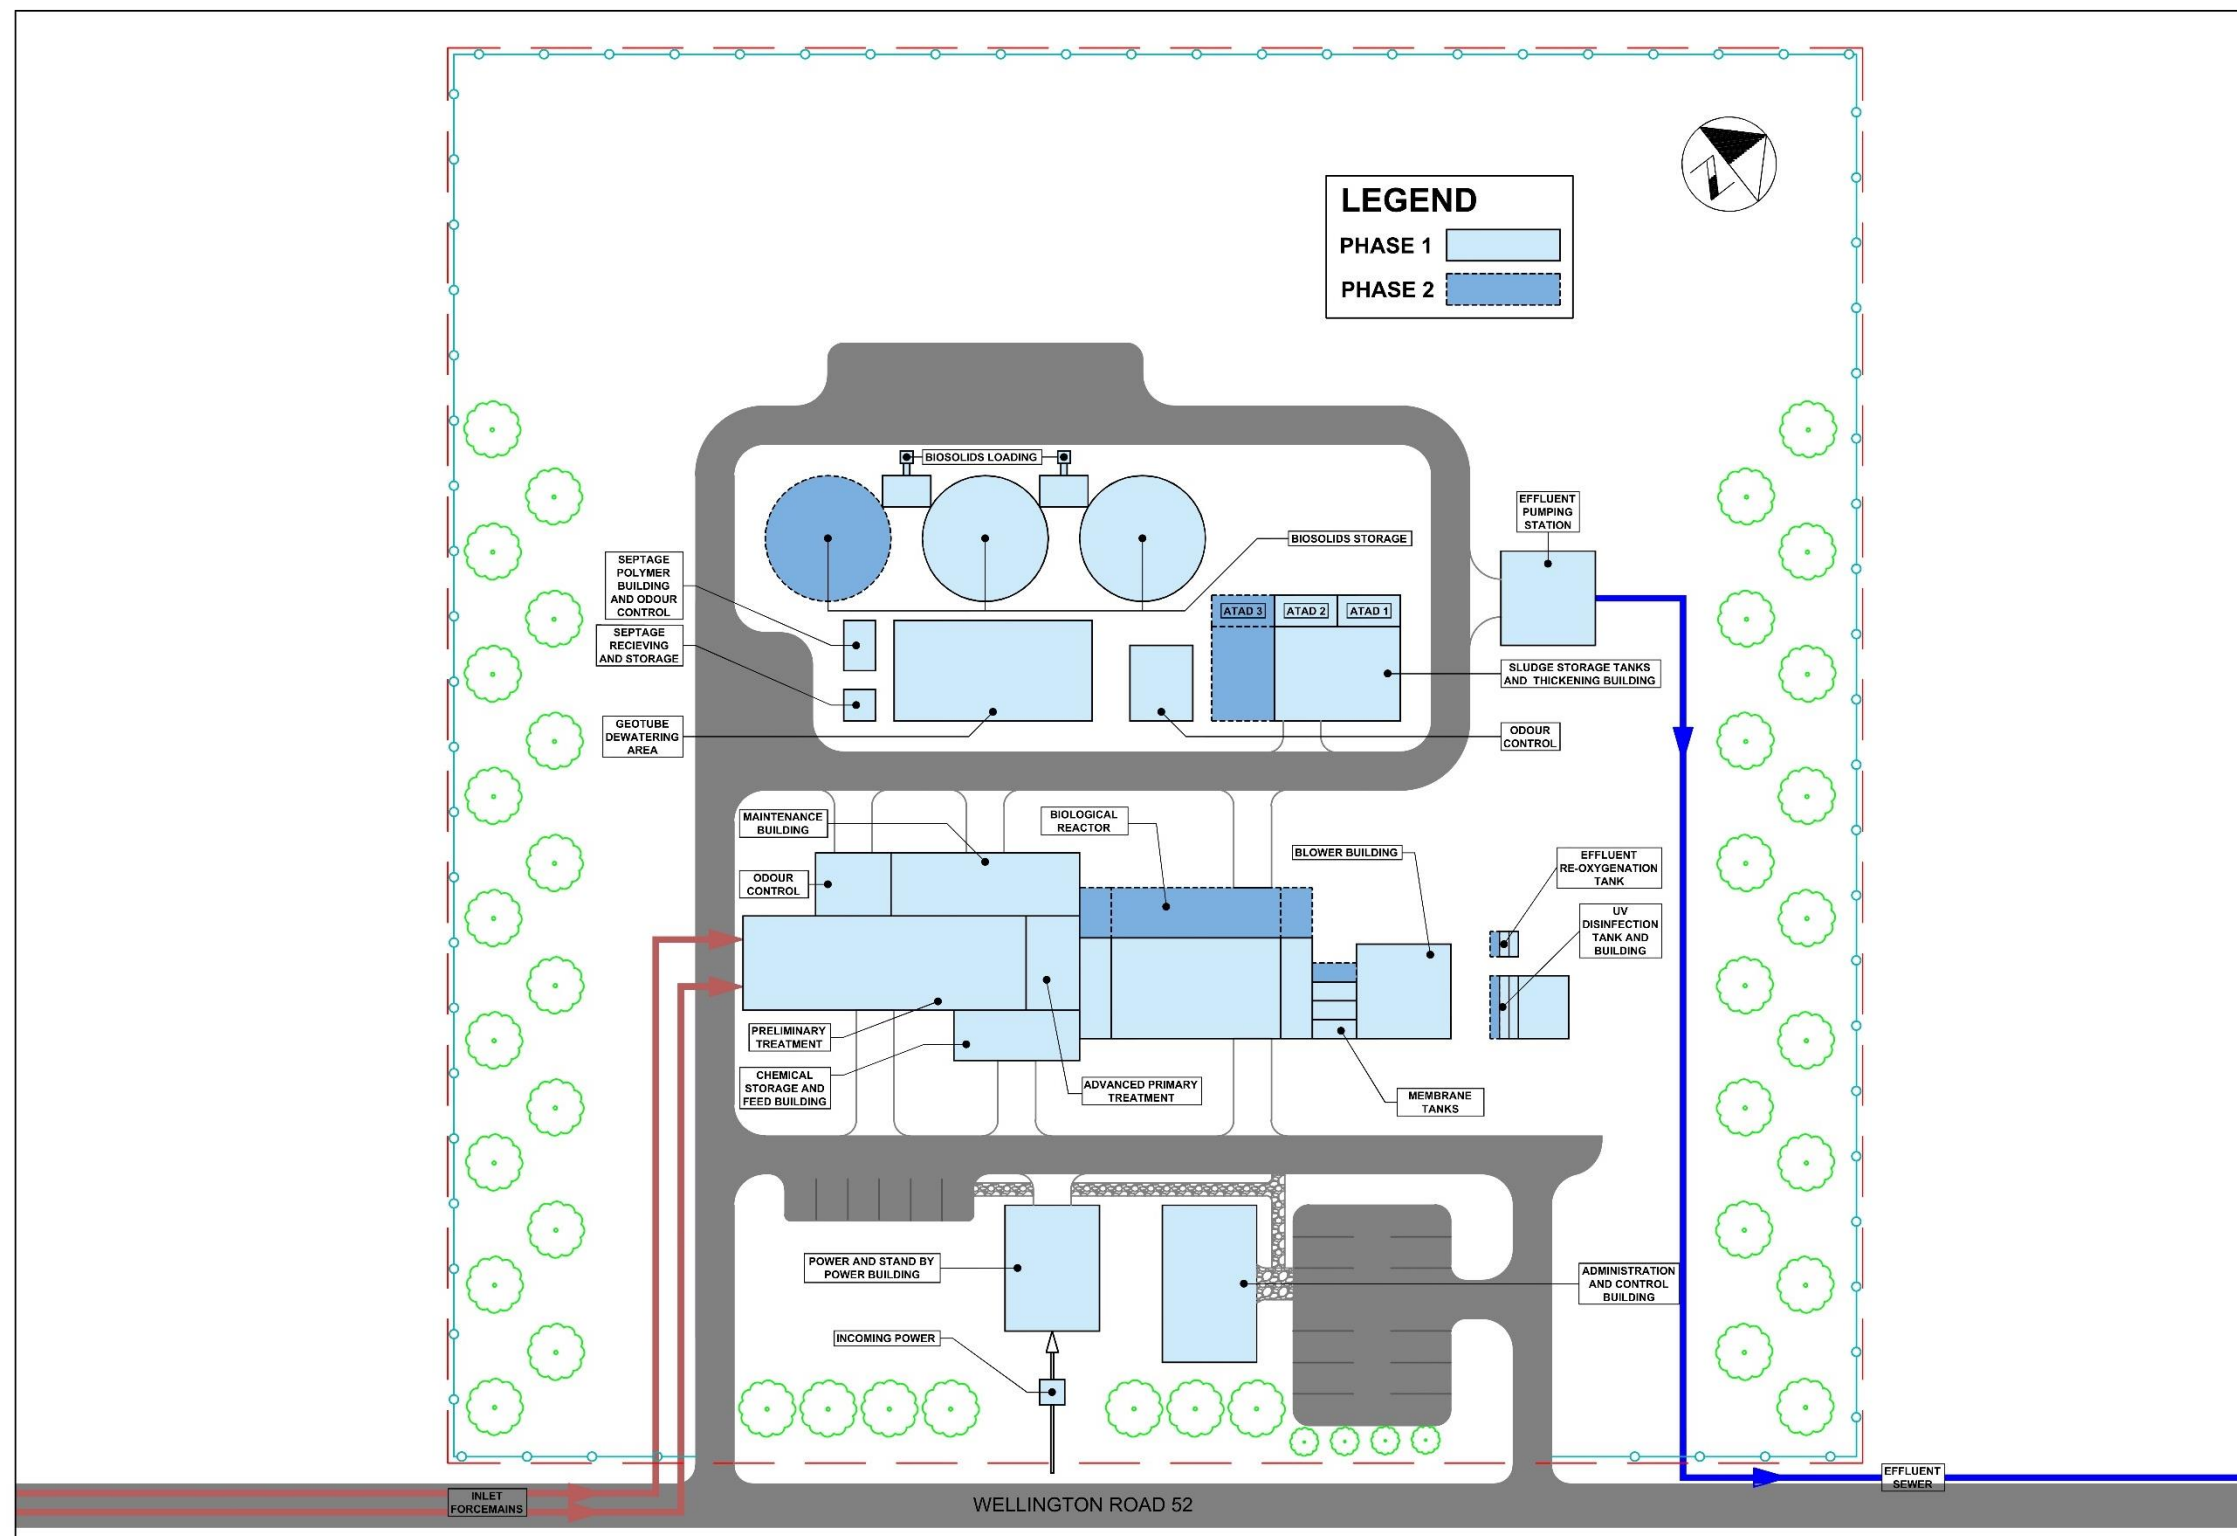 LEGEND
PHASE 1
PHASE 2
BIOSOLIDS LOADING
EFFLUENT
PUMPING
STATION
BIOSOLIDS STORAGE
SEPTAGE
POLYMER
BUILDING
AND ODOUR
CONTROL
ATAD 3
ATAD 2
ATAD 1
SEPTAGE
RECIEVING
AND STORAGE
SLUDGE STORAGE TANKS
AND THICKENING BUILDING
GEOTUBE
DEWATERING
AREA
ODOUR
CONTROL
MAINTENANCE
BUILDING
BIOLOGICAL
REACTOR
BLOWER BUILDING
EFFLUENT
RE-OXYGENATION
TANK
ODOUR
CONTROL
UV
DISINFECTION
TANK AND
BUILDING
PRELIMINARY
TREATMENT
CHEMICAL
STORAGE AND
FEED BUILDING
ADVANCED PRIMARY
TREATMENT
MEMBRANE
TANKS
POWER AND STAND BY
POWER BUILDING
ADMINISTRATION
AND CONTROL
BUILDING
INCOMING POWER
EFFLUENT
SEWER
INLET
FORCEMAINS
WELLINGTON ROAD 52